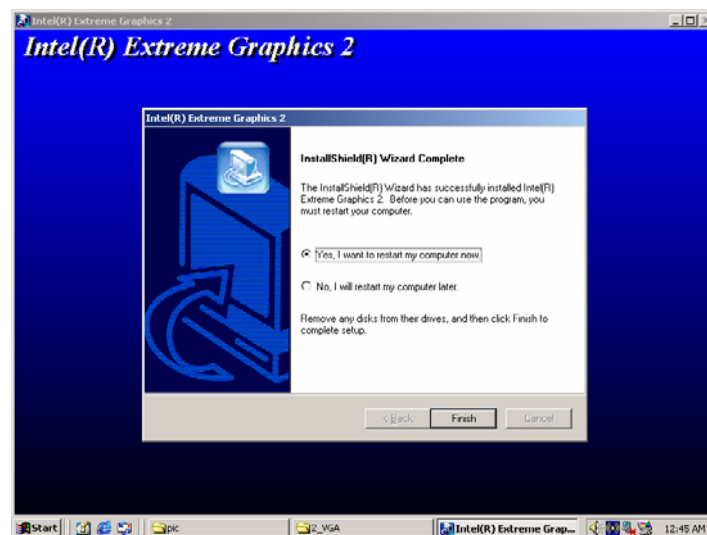 Intel(R) Extreme Graphics 2
Intel(R) Extreme Graphics 2
Intel(R) Extreme Graphics 2
InstallShield(R) Wizard Complete
The InstallShield(R) Wizard has successfully installed Intel(R)
Extreme Graphics 2. Before you can use the program, you
must restart your computer.
Yes, I want to restart my computer now.
No, I will restart my computer later.
Remove any disks from their drives, and then click Finish to
complete setup.
< Back
Finish
Cancel
Start
pic
2_VGA
Intel(R) Extreme Grap...
12:45 AM